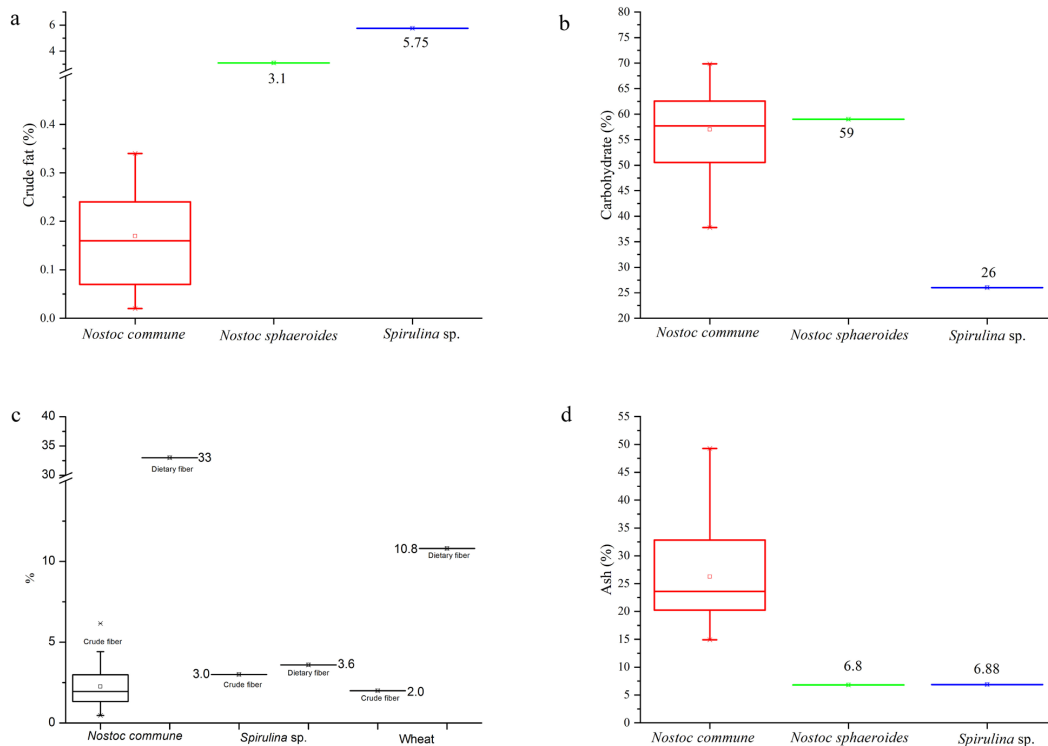 a
Crude fat (%)
6
4
0.4
0.3
0.2
0.1
0.0
5.75
3.1
Nostoc commune
Nostoc sphaeroides
Spirulina sp.
b
Carbohydrate (%)
80
75
70
65
60
55
50
45
40
35
30
25
20
59
26
Nostoc commune
Nostoc sphaeroides
Spirulina sp.
c
%
40
35
30
10
5
0
33
Dietary fiber
10.8
Dietary fiber
Crude fiber
3.0
Crude fiber
3.6
Dietary fiber
2.0
Crude fiber
Nostoc commune
Spirulina sp.
Wheat
d
Ash (%)
55
50
45
40
35
30
25
20
15
10
5
0
6.8
6.88
Nostoc commune
Nostoc sphaeroides
Spirulina sp.